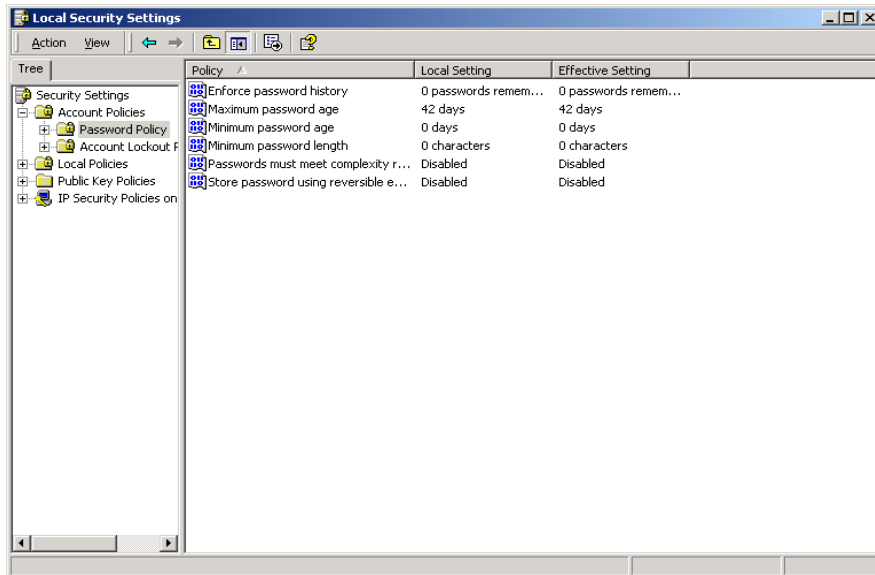 Local Security Settings
Action View
Tree
Security Settings
Account Policies
Password Policy
Account Lockout P
Local Policies
Public Key Policies
IP Security Policies on
Policy Local Setting Effective Setting
Enforce password history 0 passwords remem... 0 passwords remem...
Maximum password age 42 days 42 days
Minimum password age 0 days 0 days
Minimum password length 0 characters 0 characters
Passwords must meet complexity r... Disabled Disabled
Store password using reversible e... Disabled Disabled